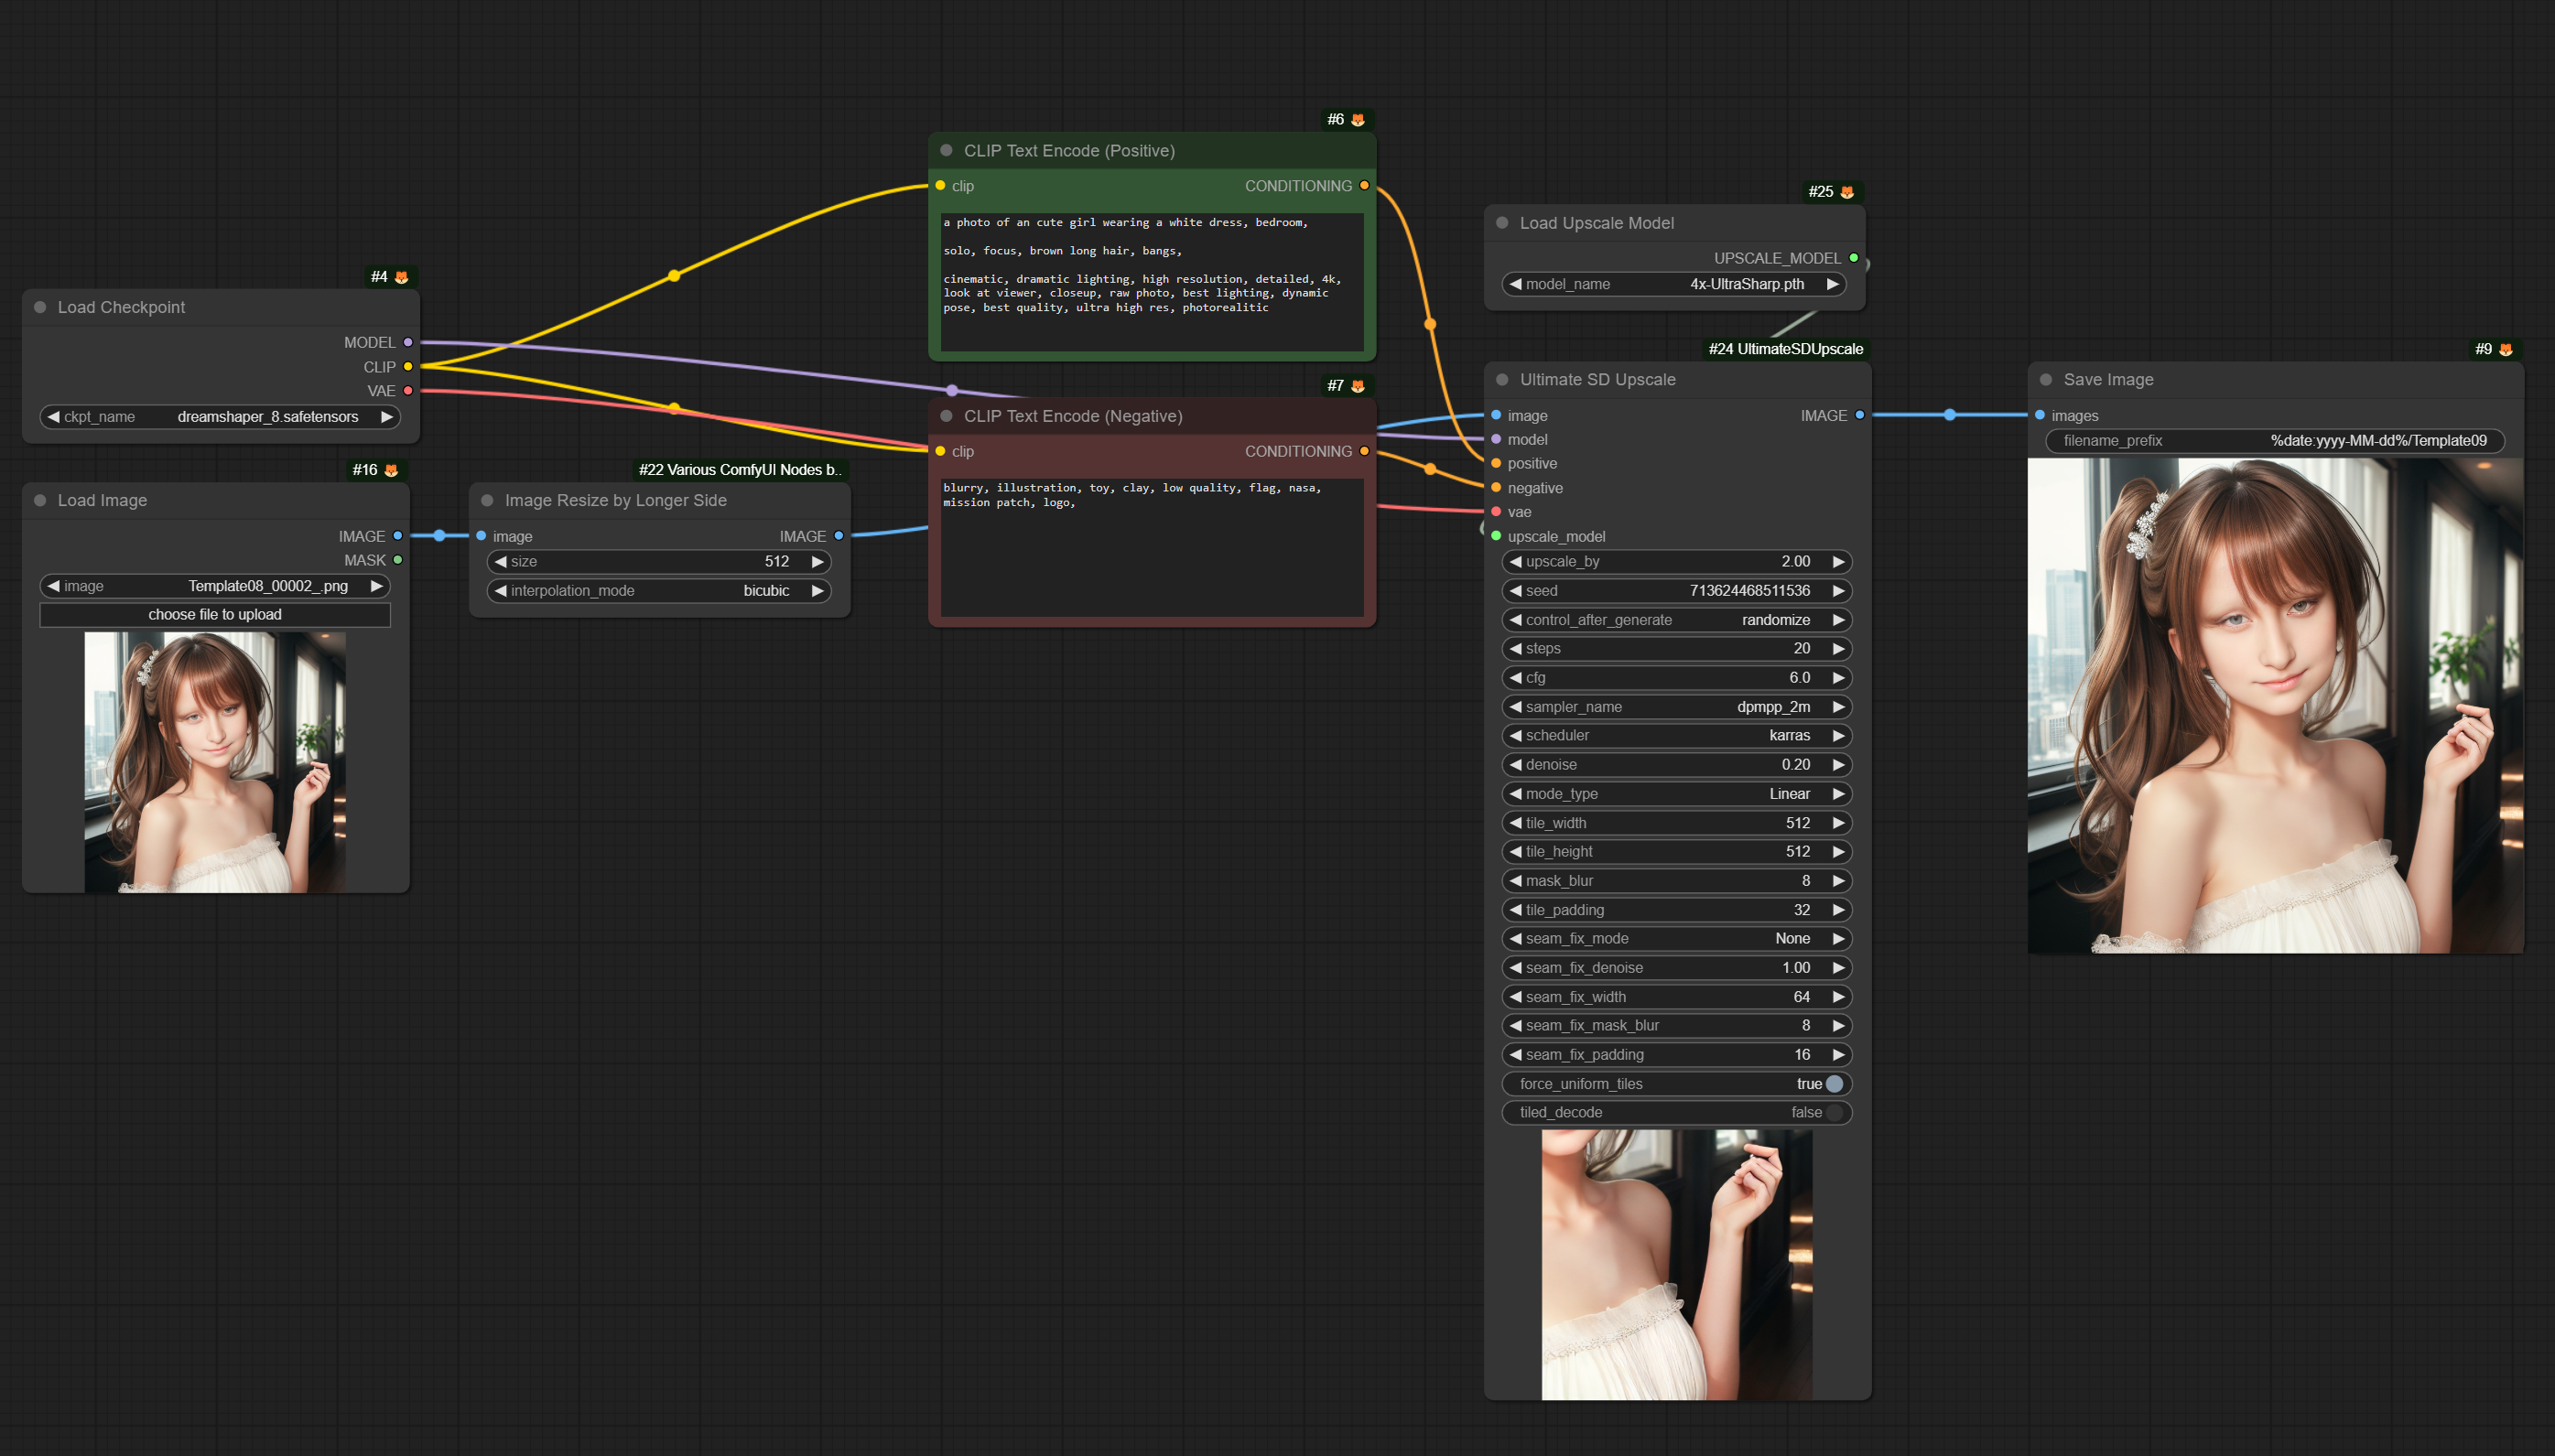 #4
Load Checkpoint
MODEL
CLIP
VAE
ckpt_name dreamshaper_8.safetensors
#16
Load Image
IMAGE
MASK
image Template08_00002_.png
choose file to upload
#22 Various ComfyUI Nodes b..
Image Resize by Longer Side
image IMAGE
size 512
interpolation_mode bicubic
#6
CLIP Text Encode (Positive)
clip CONDITIONING
a photo of an cute girl wearing a white dress, bedroom,
solo, focus, brown long hair, bangs,
cinematic, dramatic lighting, high resolution, detailed, 4k,
look at viewer, closeup, raw photo, best lighting, dynamic
pose, best quality, ultra high res, photorealitic
#7
CLIP Text Encode (Negative)
clip CONDITIONING
blurry, illustration, toy, clay, low quality, flag, nasa,
mission patch, logo,
#25
Load Upscale Model
UPSCALE_MODEL
model_name 4x-UltraSharp.pth
#24 UltimateSDUpscale
Ultimate SD Upscale
image IMAGE
model
positive
negative
vae
upscale_model
upscale_by 2.00
seed 713624468511536
control_after_generate randomize
steps 20
cfg 6.0
sampler_name dpmpp_2m
scheduler karras
denoise 0.20
mode_type Linear
tile_width 512
tile_height 512
mask_blur 8
tile_padding 32
seam_fix_mode None
seam_fix_denoise 1.00
seam_fix_width 64
seam_fix_mask_blur 8
seam_fix_padding 16
force_uniform_tiles true
tiled_decode false
#9
Save Image
images
filename_prefix %date:yyyy-MM-dd%/Template09